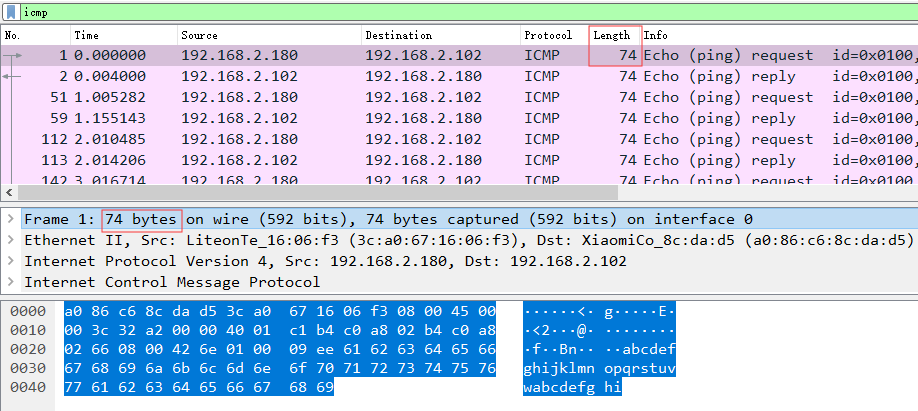 icmp
No. Time Source Destination Protocol Length Info
1 0.000000 192.168.2.180 192.168.2.102 ICMP 74 Echo (ping) request id=0x0100,
2 0.004000 192.168.2.102 192.168.2.180 ICMP 74 Echo (ping) reply id=0x0100,
51 1.005282 192.168.2.180 192.168.2.102 ICMP 74 Echo (ping) request id=0x0100,
59 1.155143 192.168.2.102 192.168.2.180 ICMP 74 Echo (ping) reply id=0x0100,
112 2.010485 192.168.2.180 192.168.2.102 ICMP 74 Echo (ping) request id=0x0100,
113 2.014206 192.168.2.102 192.168.2.180 ICMP 74 Echo (ping) reply id=0x0100,
142 3.016714 192.168.2.180 192.168.2.102 ICMP 74 Echo (ping) request id=0x0100,
Frame 1: 74 bytes on wire (592 bits), 74 bytes captured (592 bits) on interface 0
Ethernet II, Src: LiteonTe_16:06:f3 (3c:a0:67:16:06:f3), Dst: XiaomiCo_8c:da:d5 (a0:86:c6:8c:da:d5)
Internet Protocol Version 4, Src: 192.168.2.180, Dst: 192.168.2.102
Internet Control Message Protocol
0000 a0 86 c6 8c da d5 3c a0 67 16 06 f3 08 00 45 00 ······<· g·····E·
0010 00 3c 32 a2 00 00 40 01 c1 b4 c0 a8 02 b4 c0 a8 ·<2···@· ········
0020 02 66 08 00 42 6e 01 00 09 ee 61 62 63 64 65 66 ·f··Bn·· ··abcdef
0030 67 68 69 6a 6b 6c 6d 6e 6f 70 71 72 73 74 75 76 ghijklmn opqrstuv
0040 77 61 62 63 64 65 66 67 68 69 wabcdefg hi